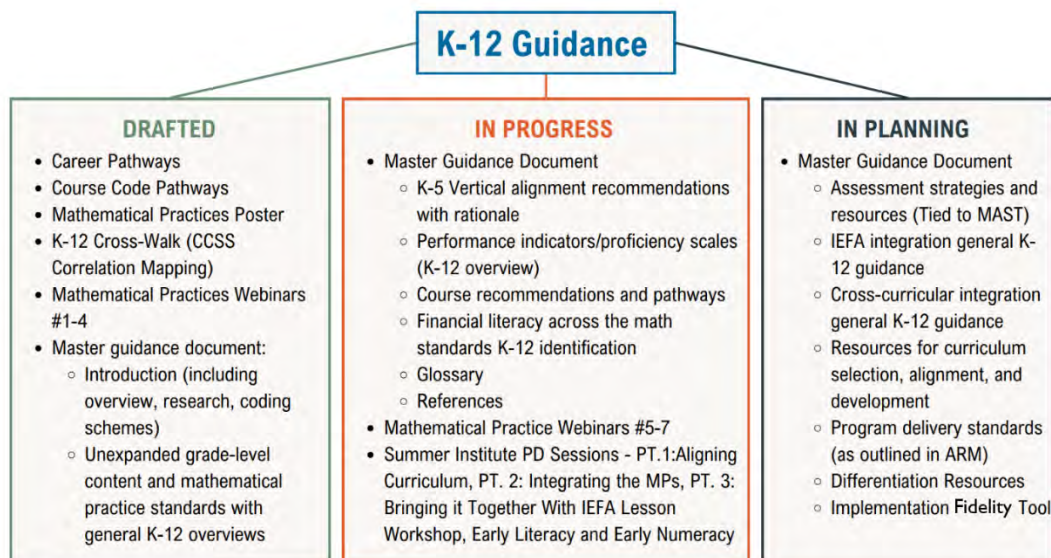 K-12 Guidance
DRAFTED
• Career Pathways
• Course Code Pathways
• Mathematical Practices Poster
• K-12 Cross-Walk (CCSS
Correlation Mapping)
• Mathematical Practices Webinars
#1-4
• Master guidance document:
○ Introduction (including
overview, research, coding
schemes)
○ Unexpanded grade-level
content and mathematical
practice standards with
general K-12 overviews
IN PROGRESS
• Master Guidance Document
○ K-5 Vertical alignment recommendations
with rationale
○ Performance indicators/proficiency scales
(K-12 overview)
○ Course recommendations and pathways
○ Financial literacy across the math
standards K-12 identification
○ Glossary
○ References
• Mathematical Practice Webinars #5-7
• Summer Institute PD Sessions - PT.1:Aligning
Curriculum, PT. 2: Integrating the MPs, PT. 3:
Bringing it Together With IEFA Lesson
Workshop, Early Literacy and Early Numeracy
IN PLANNING
• Master Guidance Document
○ Assessment strategies and
resources (Tied to MAST)
○ IEFA integration general K-
12 guidance
○ Cross-curricular integration
general K-12 guidance
○ Resources for curriculum
selection, alignment, and
development
○ Program delivery standards
(as outlined in ARM)
○ Differentiation Resources
○ Implementation Fidelity Tool